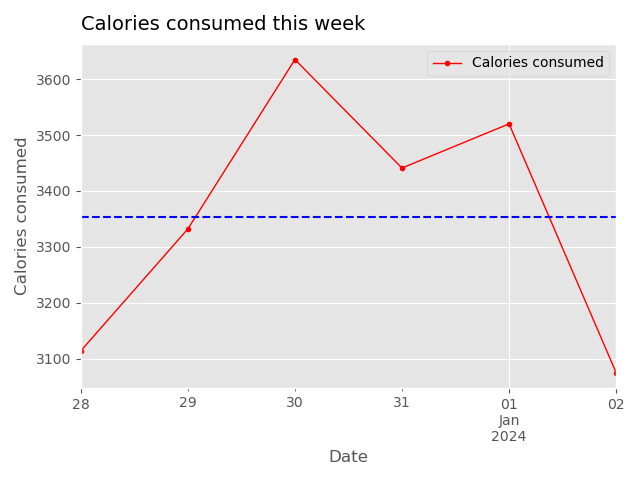 Calories consumed this week
Calories consumed
3600
3500
3400
3300
3200
3100
Calories consumed
28
29
30
31
01
02
Jan
2024
Date